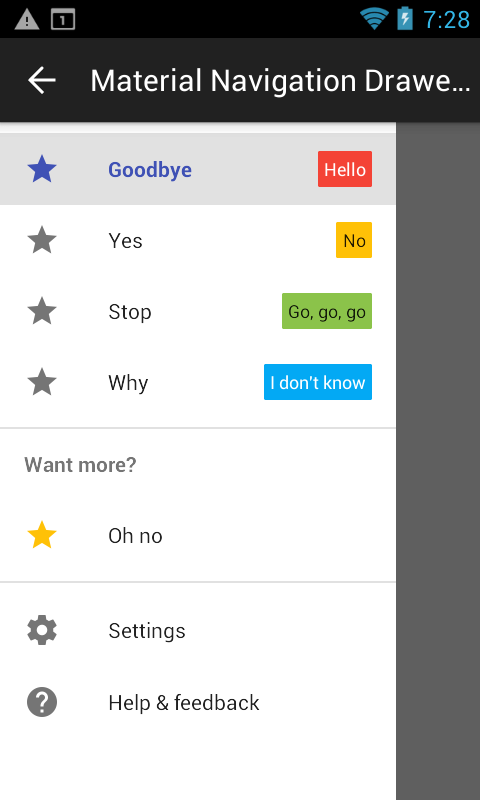 7:28
Material Navigation Drawe...
Goodbye Hello
Yes No
Stop Go, go, go
Why I don't know
Want more?
Oh no
Settings
Help & feedback